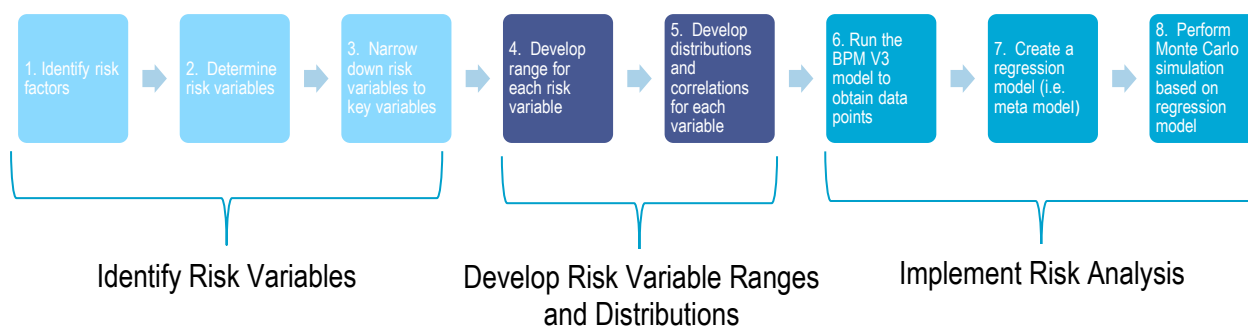 1. Identify risk
factors
2.  Determine
risk variables
3.  Narrow
down risk
variables to
key variables
4.  Develop
range for
each risk
variable
5.  Develop
distributions
and
correlations
for each
variable
6. Run the
BPM V3
model to
obtain data
points
7.  Create a
regression
model (i.e.
meta model)
8.  Perform
Monte Carlo
simulation
based on
regression
model
Identify Risk Variables
Develop Risk Variable Ranges
and Distributions
Implement Risk Analysis